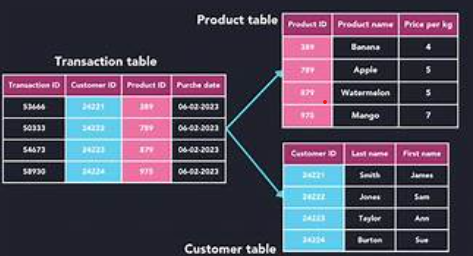 Product table
Product ID Product name Price per kg
389 Banana 4
789 Apple 5
879 Watermelon 5
975 Mango 7
Transaction table
Transaction ID Customer ID Product ID Purche date
53666 24221 389 06-02-2023
50333 24222 789 06-02-2023
54673 24223 879 06-02-2023
58930 24224 975 06-02-2023
Customer ID Last name First name
24221 Smith James
24222 Jones Sam
24223 Taylor Ann
24224 Burton Sue
Customer table